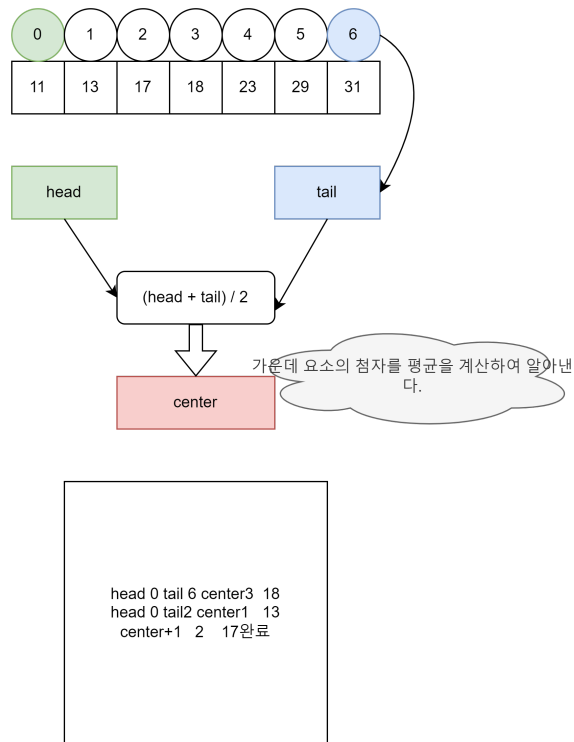 0 1 2 3 4 5 6
11 13 17 18 23 29 31
head tail
(head + tail) / 2
가운데 요소의 첨자를 평균을 계산하여 알아낸
다.
center
head 0 tail 6 center3  18
head 0 tail2 center1   13
center+1   2    17완료